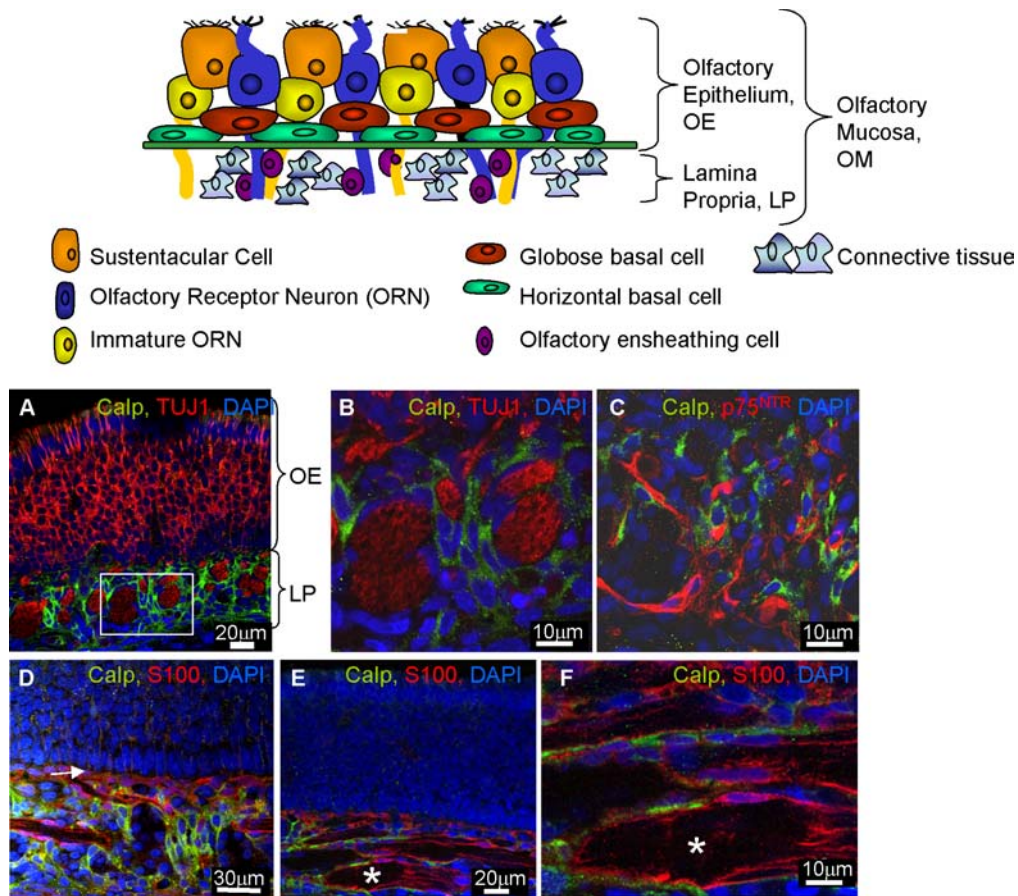 Olfactory
Epithelium,
OE
Olfactory
Mucosa,
OM
Lamina
Propria, LP
Sustentacular Cell
Globose basal cell
Connective tissue
Olfactory Receptor Neuron (ORN)
Horizontal basal cell
Immature ORN
Olfactory ensheathing cell
A Calp, TUJ1, DAPI
OE
LP
20µm
B Calp, TUJ1, DAPI
10µm
C Calp, p75NTR DAPI
10µm
D Calp, S100, DAPI
30µm
E Calp, S100, DAPI
*
20µm
F Calp, S100, DAPI
*
10µm